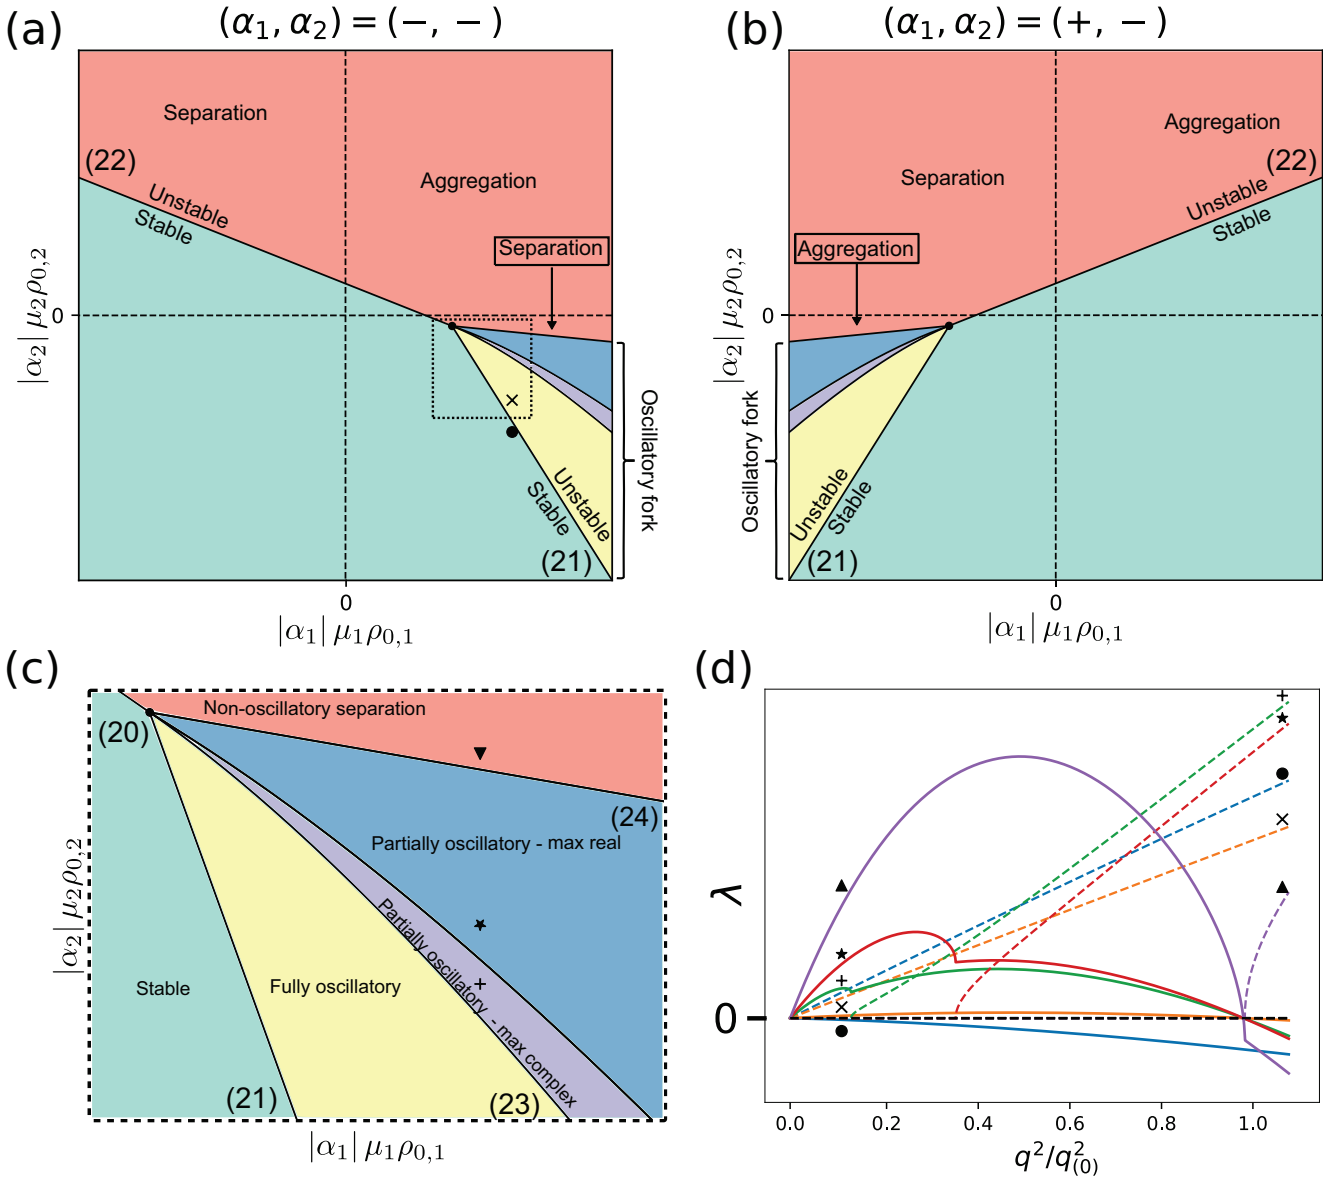 (a)
(α₁, α₂) = (−, −)
Separation
(22)
Unstable
Stable
Aggregation
Separation
0
|α₂| μ₂ρ₀,₂
Unstable
Stable
(21)
Oscillatory fork
0
|α₁| μ₁ρ₀,₁
(b)
(α₁, α₂) = (+, −)
Aggregation
(22)
Separation
Unstable
Stable
Aggregation
0
|α₂| μ₂ρ₀,₂
Oscillatory fork
Unstable
Stable
(21)
0
|α₁| μ₁ρ₀,₁
(c)
Non-oscillatory separation
(20)
(24)
Partially oscillatory - max real
Partially oscillatory - max complex
Stable
Fully oscillatory
(21)
(23)
|α₂| μ₂ρ₀,₂
|α₁| μ₁ρ₀,₁
(d)
λ
0
0.0 0.2 0.4 0.6 0.8 1.0
q²/q²₍₀₎